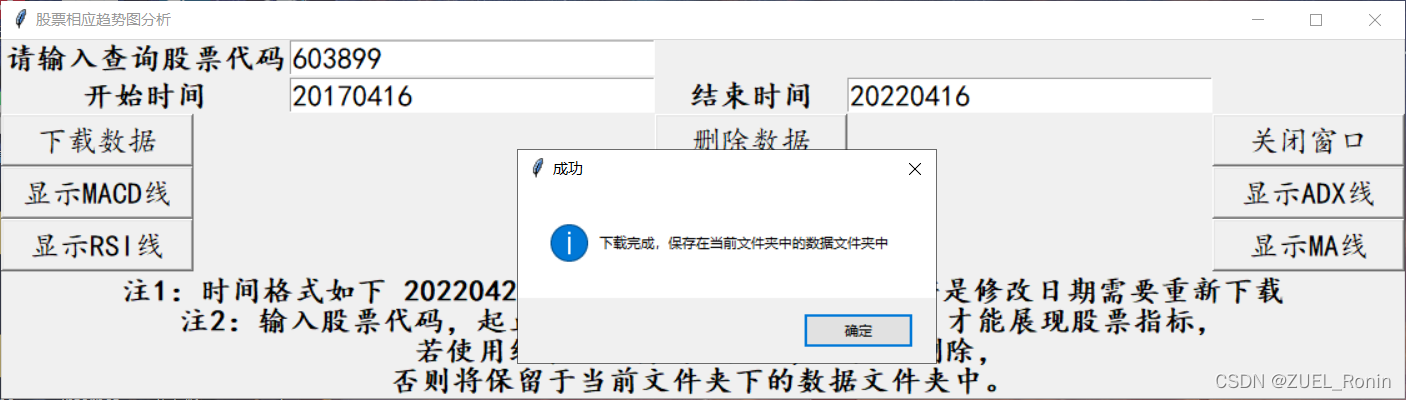 股票相应趋势图分析
请输入查询股票代码 603899
开始时间 20170416 结束时间 20220416
下载数据 删除数据 关闭窗口
成功
显示MACD线 显示ADX线
下载完成，保存在当前文件夹中的数据文件夹中
显示RSI线 显示MA线
注1：时间格式如下 2022042 是修改日期需要重新下载
确定
注2：输入股票代码，起 才能展现股票指标，
若使用 删除，
否则将保留于当前文件夹下的数据文件夹中。
CSDN @ZUEL_Ronin